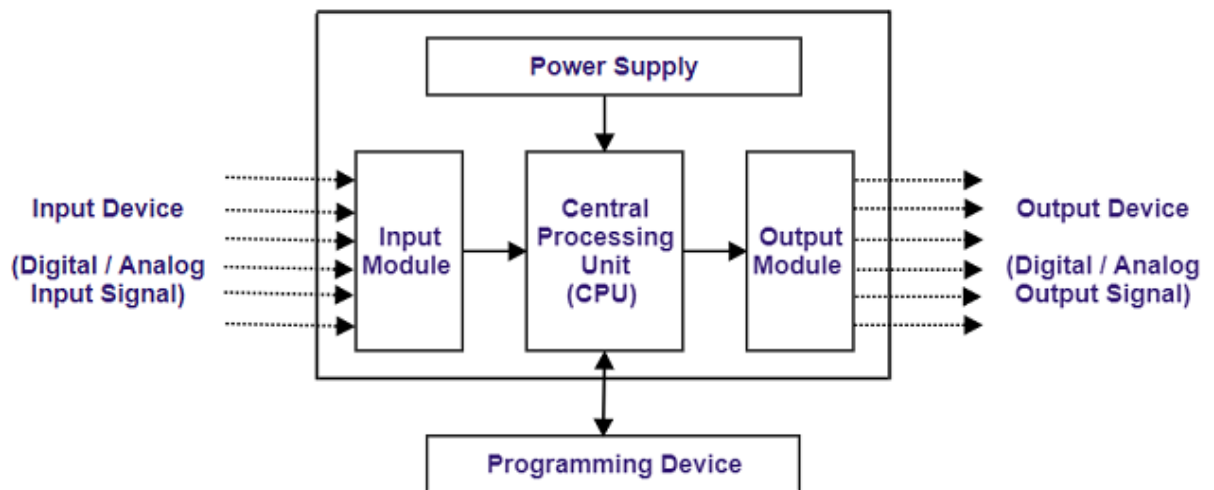 Power Supply
Input Device
(Digital / Analog
Input Signal)
Input
Module
Central
Processing
Unit
(CPU)
Output
Module
Output Device
(Digital / Analog
Output Signal)
Programming Device